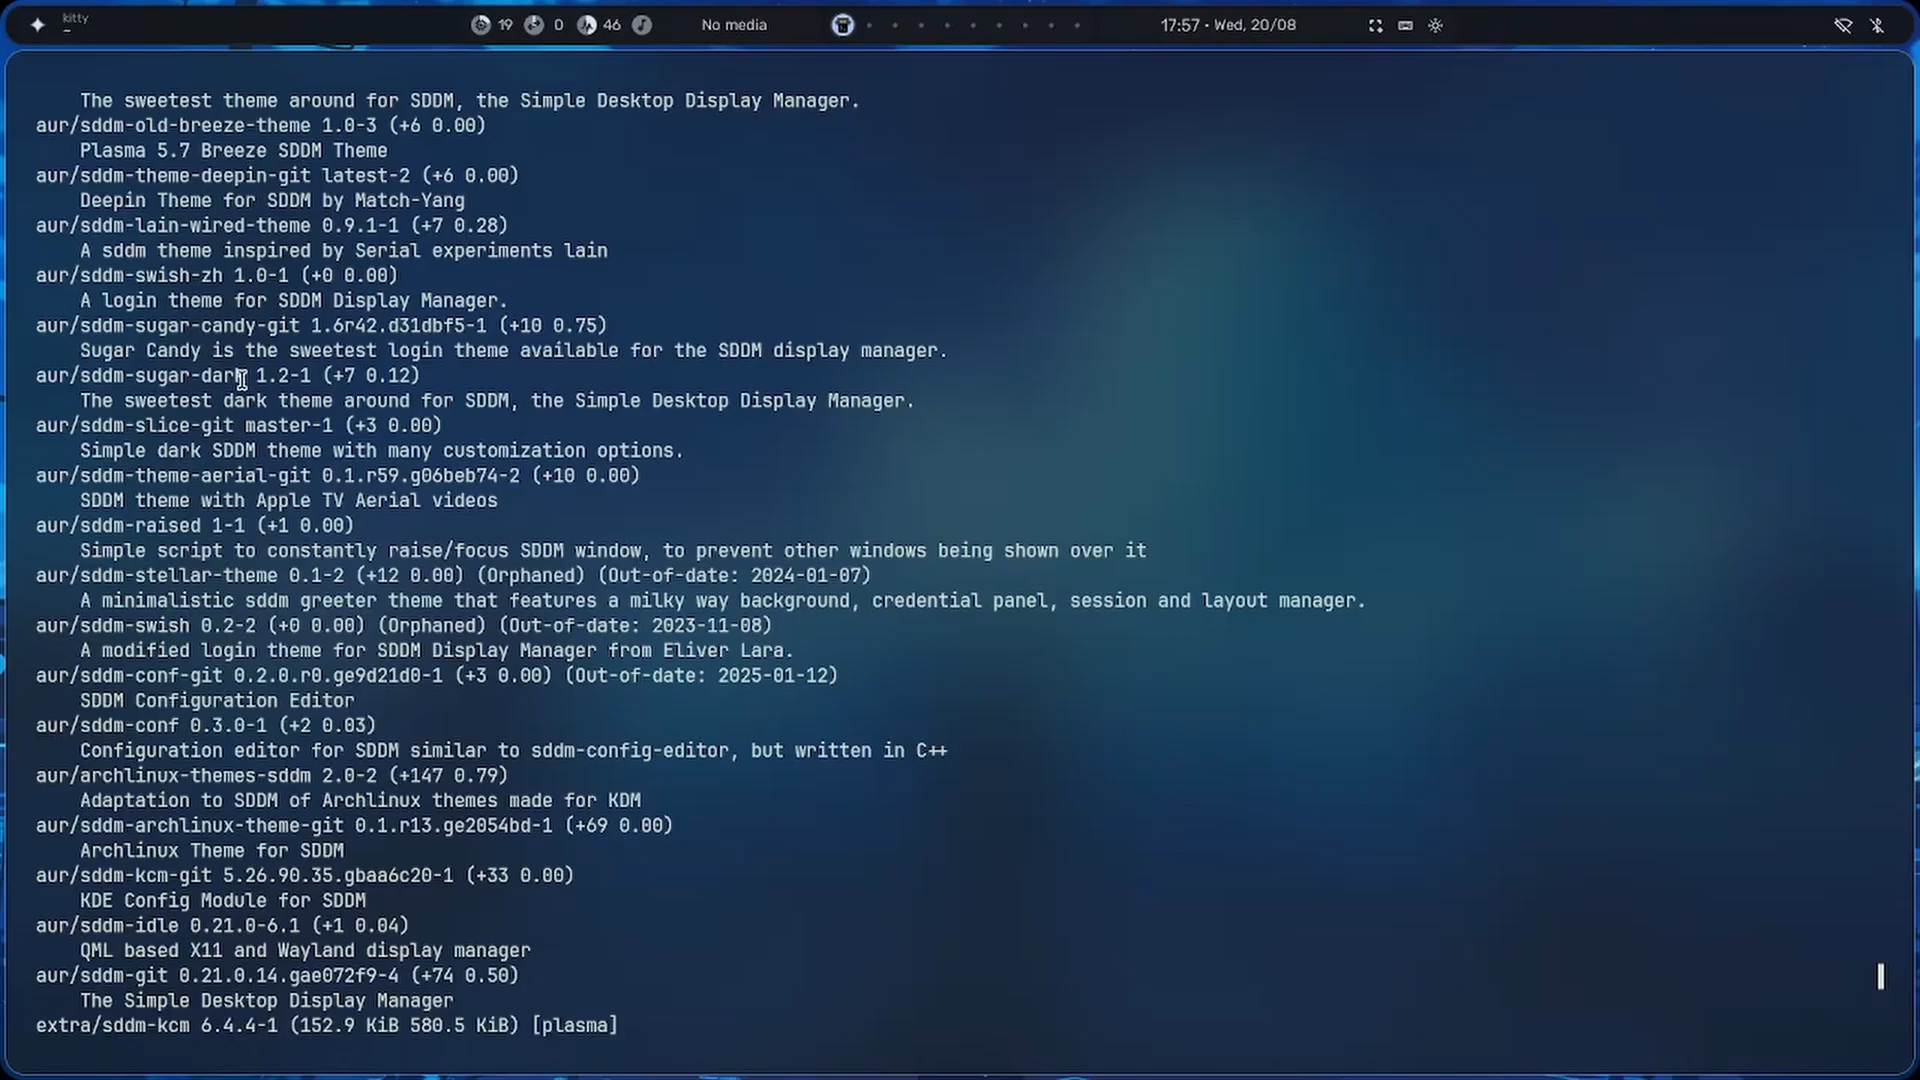 kitty
19 0 46 No media 17:57 • Wed, 20/08
The sweetest theme around for SDDM, the Simple Desktop Display Manager.
aur/sddm-old-breeze-theme 1.0-3 (+6 0.00)
Plasma 5.7 Breeze SDDM Theme
aur/sddm-theme-deepin-git latest-2 (+6 0.00)
Deepin Theme for SDDM by Match-Yang
aur/sddm-lain-wired-theme 0.9.1-1 (+7 0.28)
A sddm theme inspired by Serial experiments lain
aur/sddm-swish-zh 1.0-1 (+0 0.00)
A login theme for SDDM Display Manager.
aur/sddm-sugar-candy-git 1.6r42.d31dbf5-1 (+10 0.75)
Sugar Candy is the sweetest login theme available for the SDDM display manager.
aur/sddm-sugar-dark 1.2-1 (+7 0.12)
The sweetest dark theme around for SDDM, the Simple Desktop Display Manager.
aur/sddm-slice-git master-1 (+3 0.00)
Simple dark SDDM theme with many customization options.
aur/sddm-theme-aerial-git 0.1.r59.g06beb74-2 (+10 0.00)
SDDM theme with Apple TV Aerial videos
aur/sddm-raised 1-1 (+1 0.00)
Simple script to constantly raise/focus SDDM window, to prevent other windows being shown over it
aur/sddm-stellar-theme 0.1-2 (+12 0.00) (Orphaned) (Out-of-date: 2024-01-07)
A minimalistic sddm greeter theme that features a milky way background, credential panel, session and layout manager.
aur/sddm-swish 0.2-2 (+0 0.00) (Orphaned) (Out-of-date: 2023-11-08)
A modified login theme for SDDM Display Manager from Eliver Lara.
aur/sddm-conf-git 0.2.0.r0.ge9d21d0-1 (+3 0.00) (Out-of-date: 2025-01-12)
SDDM Configuration Editor
aur/sddm-conf 0.3.0-1 (+2 0.03)
Configuration editor for SDDM similar to sddm-config-editor, but written in C++
aur/archlinux-themes-sddm 2.0-2 (+147 0.79)
Adaptation to SDDM of Archlinux themes made for KDM
aur/sddm-archlinux-theme-git 0.1.r13.ge2054bd-1 (+69 0.00)
Archlinux Theme for SDDM
aur/sddm-kcm-git 5.26.90.35.gbaa6c20-1 (+33 0.00)
KDE Config Module for SDDM
aur/sddm-idle 0.21.0-6.1 (+1 0.04)
QML based X11 and Wayland display manager
aur/sddm-git 0.21.0.14.gae072f9-4 (+74 0.50)
The Simple Desktop Display Manager
extra/sddm-kcm 6.4.4-1 (152.9 KiB 580.5 KiB) [plasma]